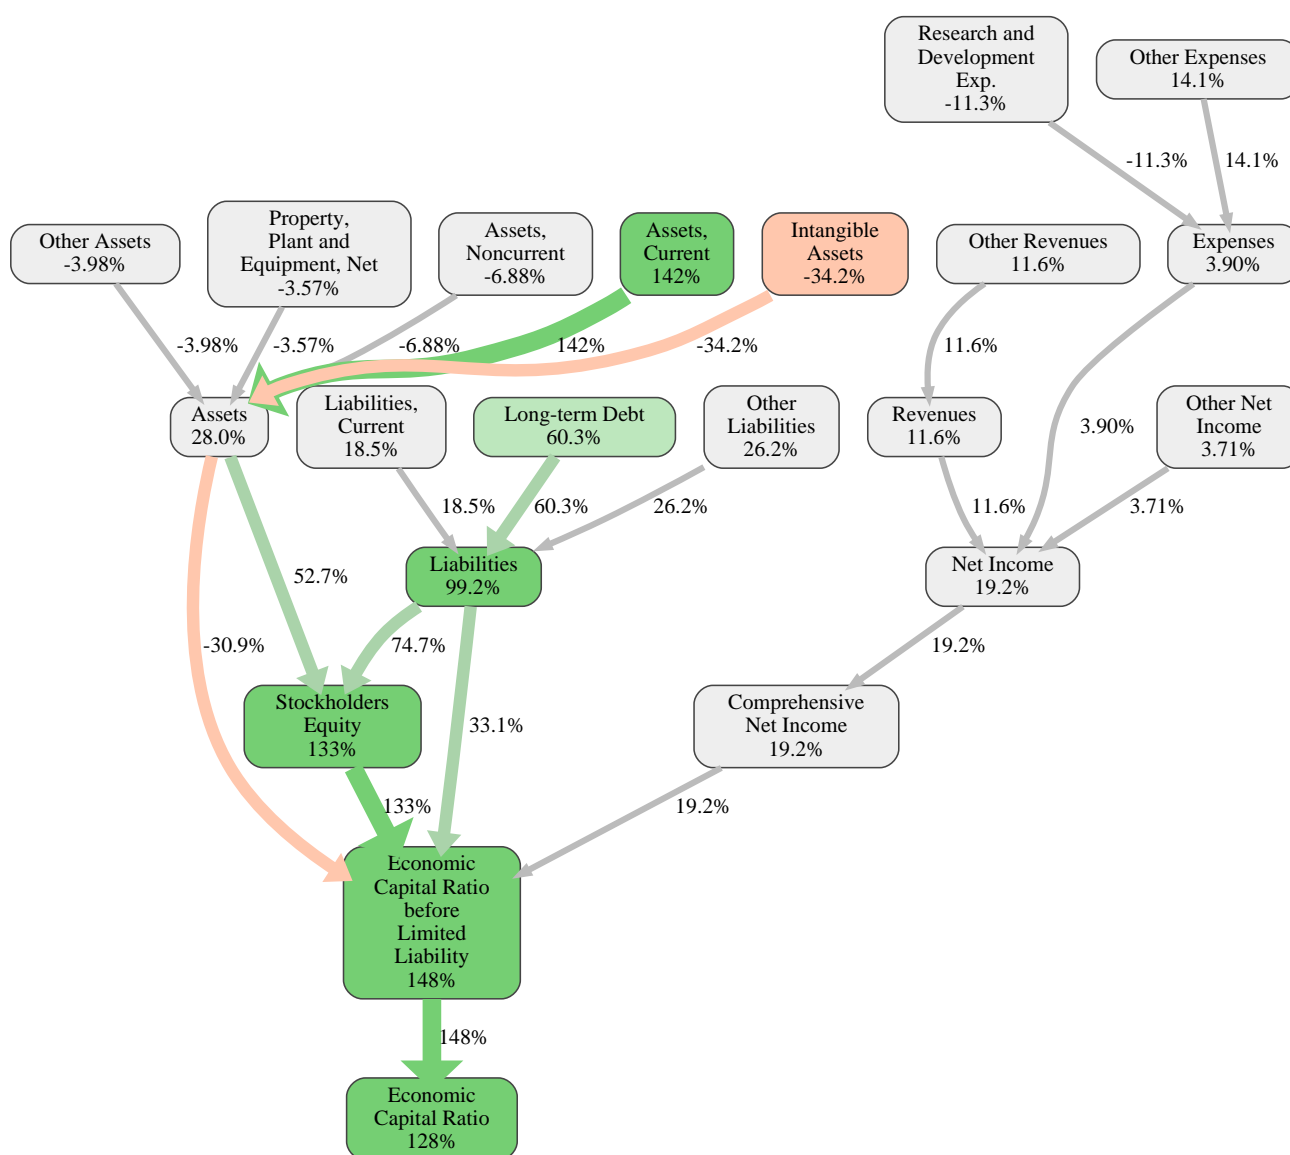 Research and
Development
Exp.
-11.3%
Other Expenses
14.1%
-11.3%
14.1%
Other Assets
-3.98%
Property,
Plant and
Equipment, Net
-3.57%
Assets,
Noncurrent
-6.88%
Assets,
Current
142%
Intangible
Assets
-34.2%
Other Revenues
11.6%
Expenses
3.90%
-3.98%
-3.57%
-6.88%
142%
-34.2%
11.6%
Assets
28.0%
Liabilities,
Current
18.5%
Long-term Debt
60.3%
Other
Liabilities
26.2%
Revenues
11.6%
3.90%
Other Net
Income
3.71%
18.5%
60.3%
26.2%
11.6%
3.71%
Liabilities
99.2%
Net Income
19.2%
52.7%
-30.9%
74.7%
19.2%
Stockholders
Equity
133%
33.1%
Comprehensive
Net Income
19.2%
133%
19.2%
Economic
Capital Ratio
before
Limited
Liability
148%
148%
Economic
Capital Ratio
128%